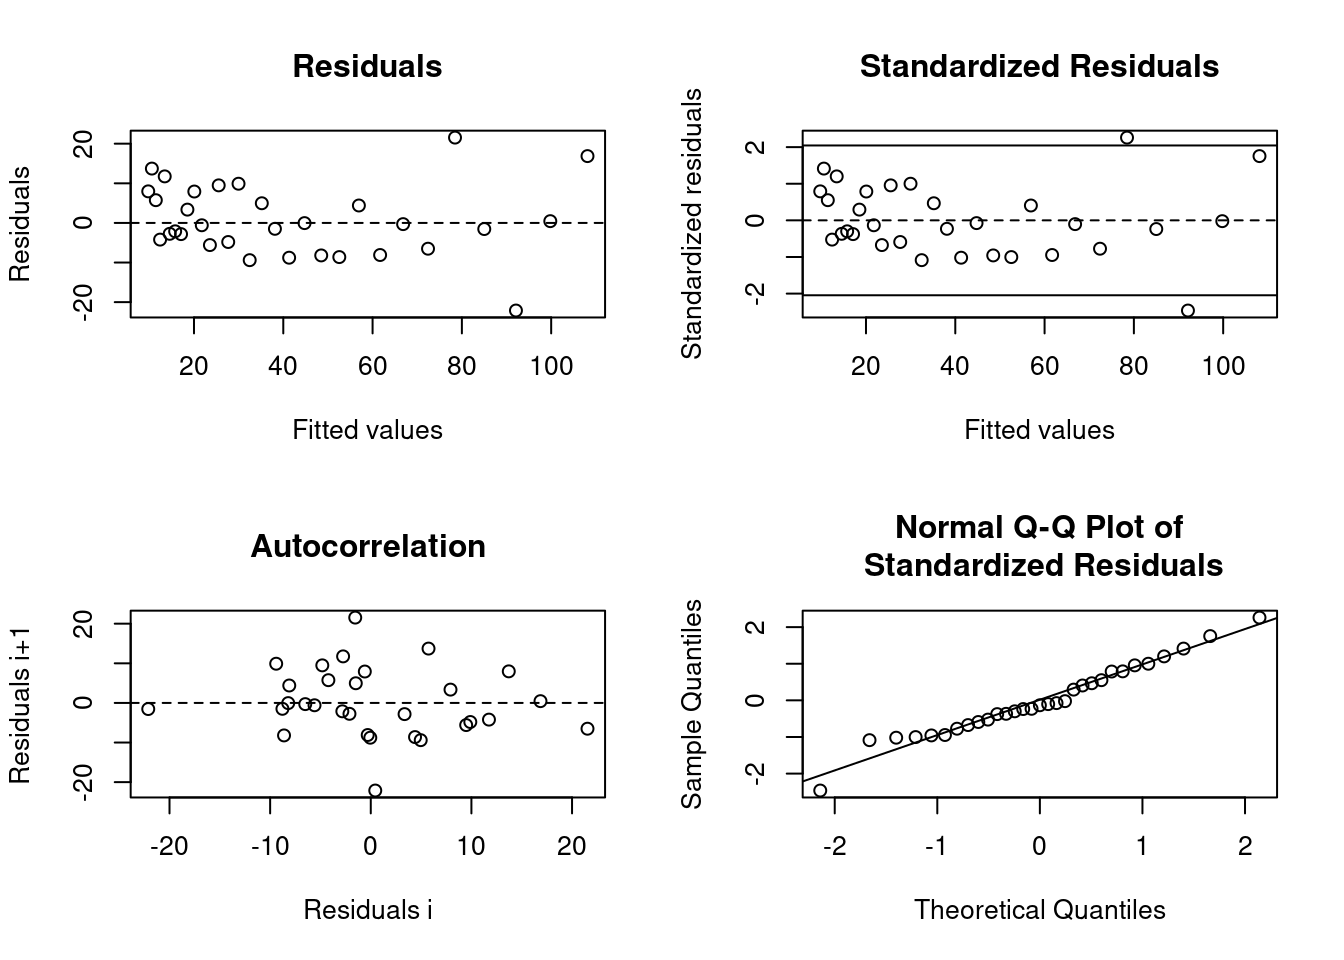 Residuals
Residuals
20
0
-20
20 40 60 80 100
Fitted values
Standardized Residuals
Standardized residuals
2
0
-2
20 40 60 80 100
Fitted values
Autocorrelation
Residuals i+1
20
0
-20
-20 -10 0 10 20
Residuals i
Normal Q-Q Plot of
Standardized Residuals
Sample Quantiles
2
0
-2
-2 -1 0 1 2
Theoretical Quantiles